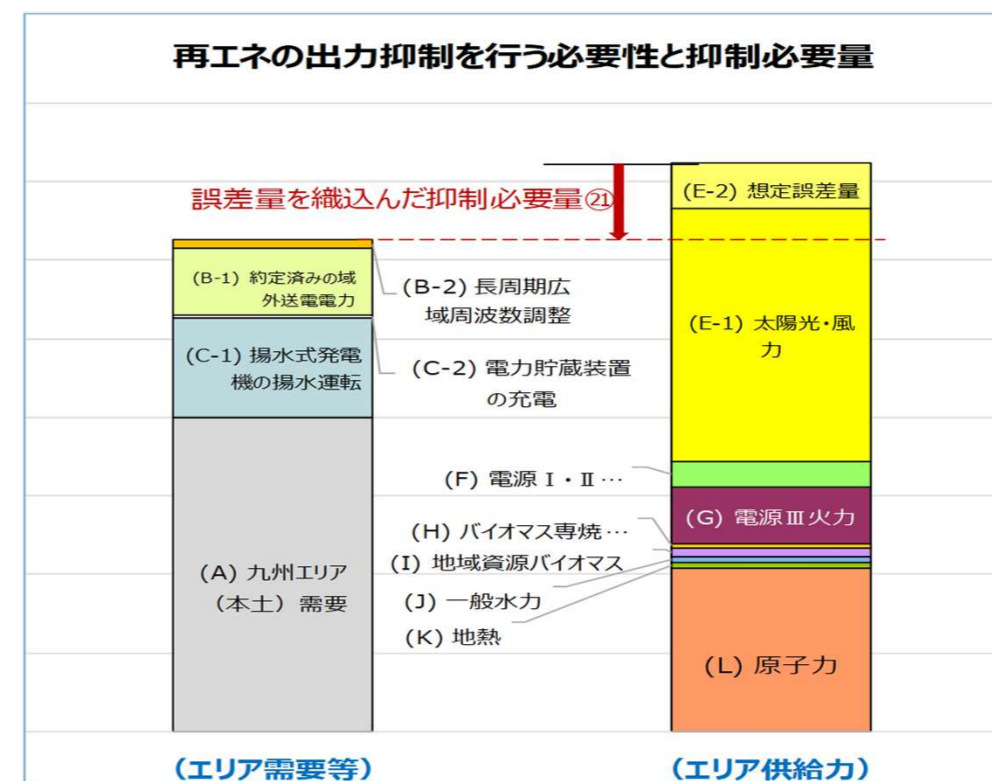 再エネの出力抑制を行う必要性と抑制必要量
誤差量を織込んだ抑制必要量㉑
(B-1) 約定済みの域
外送電電力
(B-2) 長周期広
域周波数調整
(C-1) 揚水式発電
機の揚水運転
(C-2) 電力貯蔵装置
の充電
(A) 九州エリア
（本土）需要
(E-2) 想定誤差量
(E-1) 太陽光・風
力
(F) 電源Ⅰ・Ⅱ…
(G) 電源Ⅲ火力
(H) バイオマス専焼…
(I) 地域資源バイオマス
(J) 一般水力
(K) 地熱
(L) 原子力
（エリア需要等）
（エリア供給力）